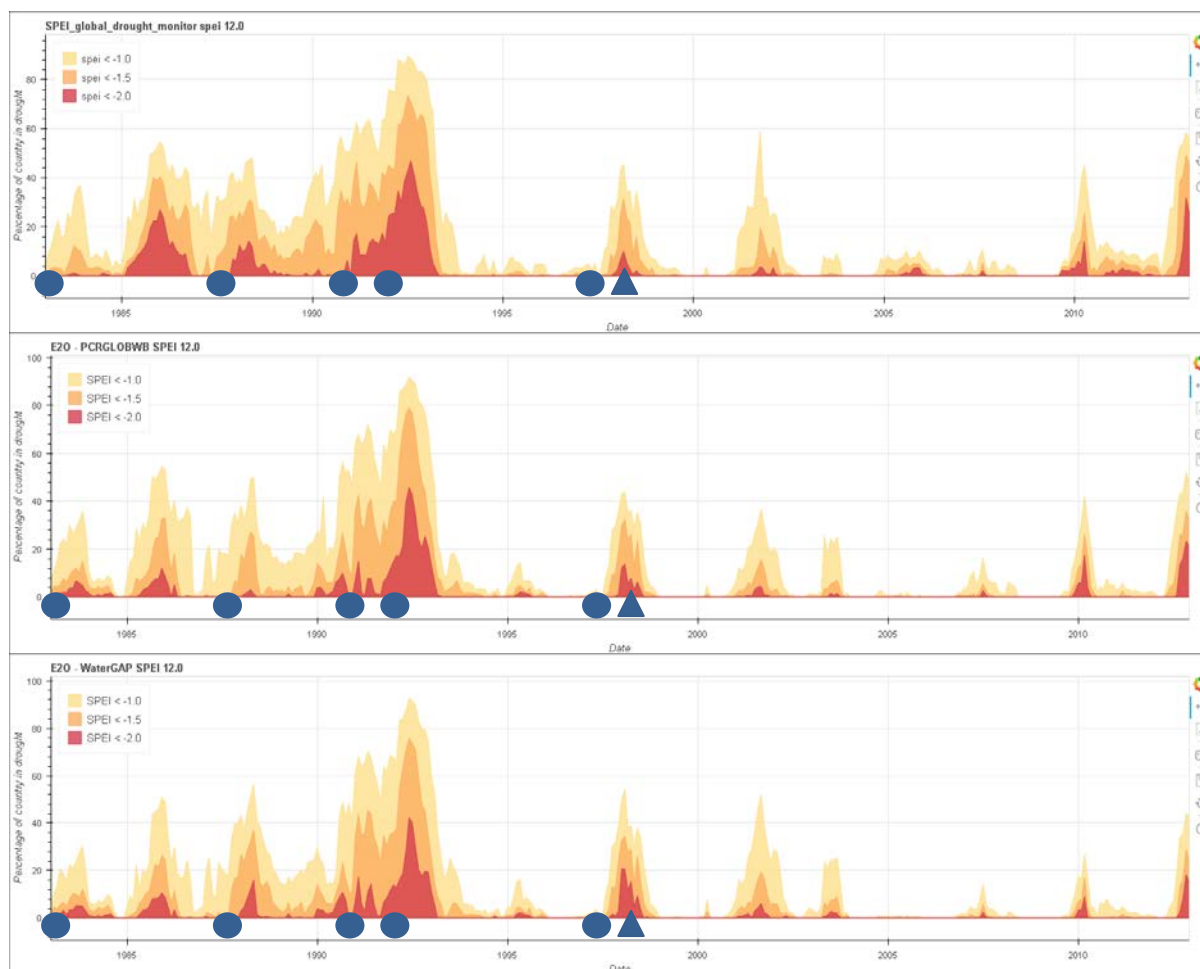 SPEI_global_drought_monitor spei 12.0
spei < -1.0
spei < -1.5
spei < -2.0
Percentage of country in drought
80
60
40
20
0
1985 1990 1995 2000 2005 2010
Date
E2O - PCRGLOBWB SPEI 12.0
SPEI < -1.0
SPEI < -1.5
SPEI < -2.0
Percentage of country in drought
100
80
60
40
20
0
1985 1990 1995 2000 2005 2010
Date
E2O - WaterGAP SPEI 12.0
SPEI < -1.0
SPEI < -1.5
SPEI < -2.0
Percentage of country in drought
100
80
60
40
20
0
1985 1990 1995 2000 2005 2010
Date